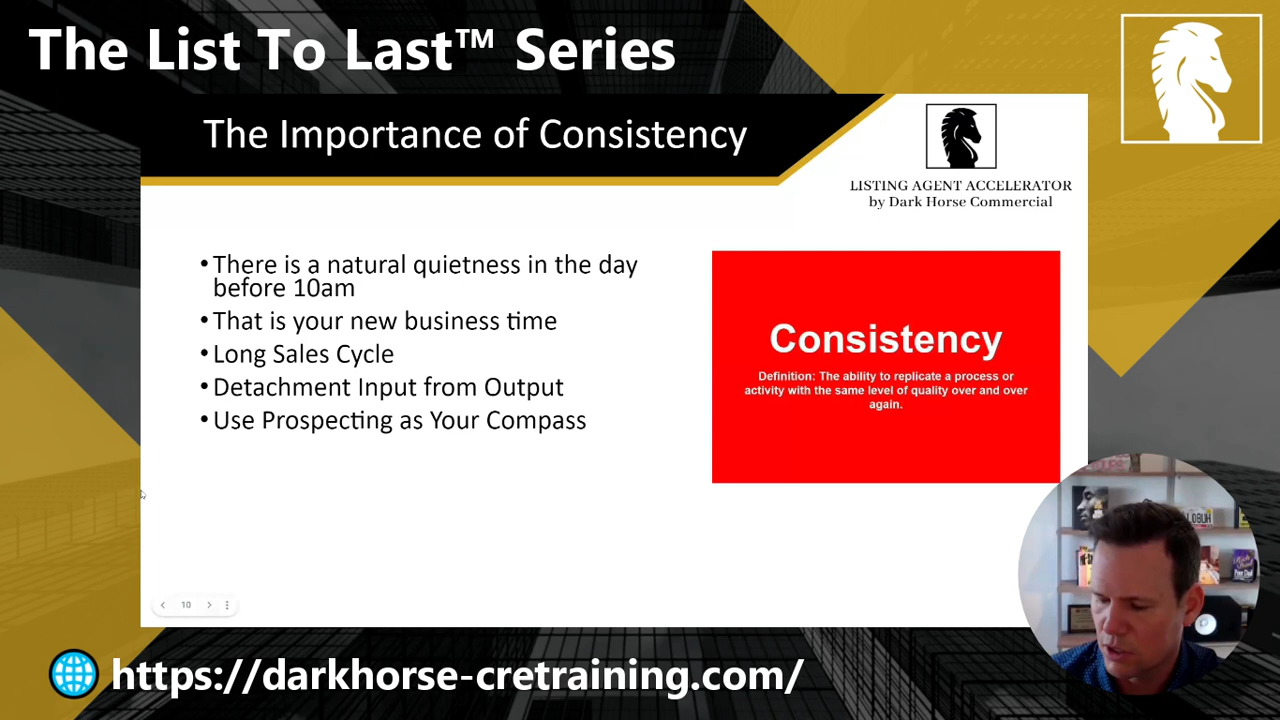 The List To Last™ Series
The Importance of Consistency
LISTING AGENT ACCELERATOR
by Dark Horse Commercial
•There is a natural quietness in the day
before 10am
•That is your new business time
•Long Sales Cycle
•Detachment Input from Output
•Use Prospecting as Your Compass
Consistency
Definition: The ability to replicate a process or
activity with the same level of quality over and over
again.
10
https://darkhorse-cretraining.com/